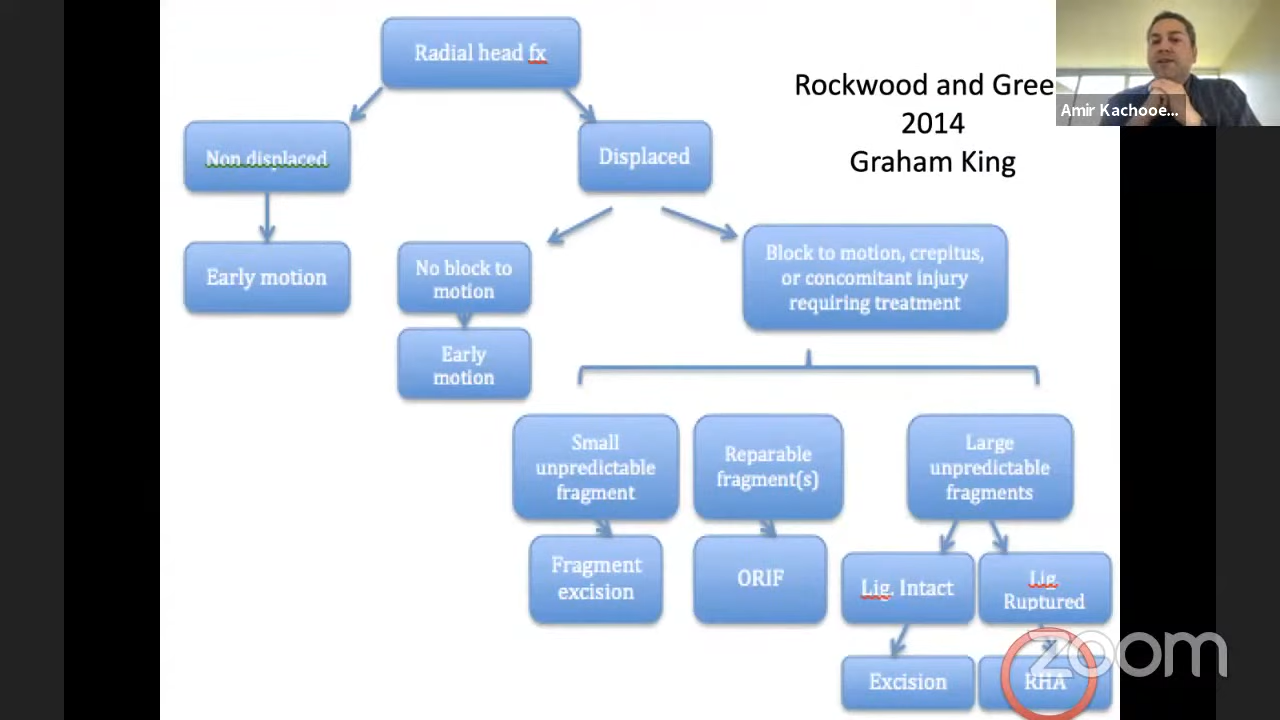 Radial head fx
Rockwood and Gree
2014
Graham King
Amir Kachooe...
Non displaced
Displaced
Early motion
No block to
motion
Block to motion, crepitus,
or concomitant injury
requiring treatment
Early
motion
Small
unpredictable
fragment
Reparable
fragment(s)
Large
unpredictable
fragments
Fragment
excision
ORIF
Lig. Intact
Lig.
Ruptured
Excision
RHA
zoom